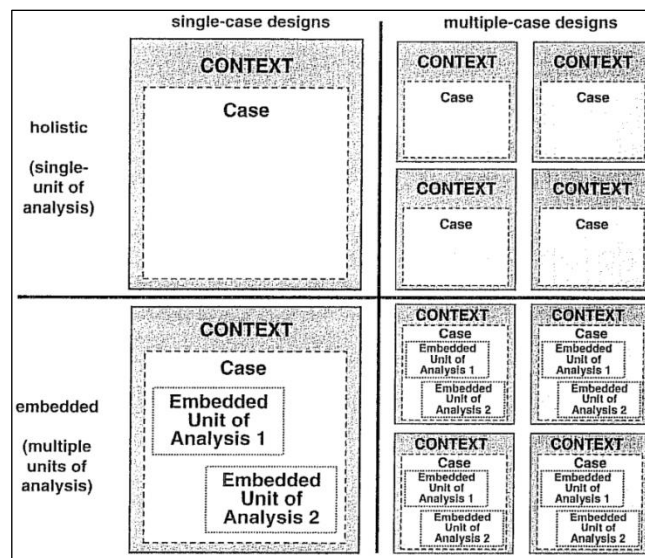 single-case designs
multiple-case designs
holistic
(single-
unit of
analysis)
CONTEXT
Case
CONTEXT
Case
CONTEXT
Case
CONTEXT
Case
CONTEXT
Case
embedded
(multiple
units of
analysis)
CONTEXT
Case
Embedded
Unit of
Analysis 1
Embedded
Unit of
Analysis 2
CONTEXT
Case
Embedded
Unit of
Analysis 1
Embedded
Unit of
Analysis 2
CONTEXT
Case
Embedded
Unit of
Analysis 1
Embedded
Unit of
Analysis 2
CONTEXT
Case
Embedded
Unit of
Analysis 1
Embedded
Unit of
Analysis 2
CONTEXT
Case
Embedded
Unit of
Analysis 1
Embedded
Unit of
Analysis 2